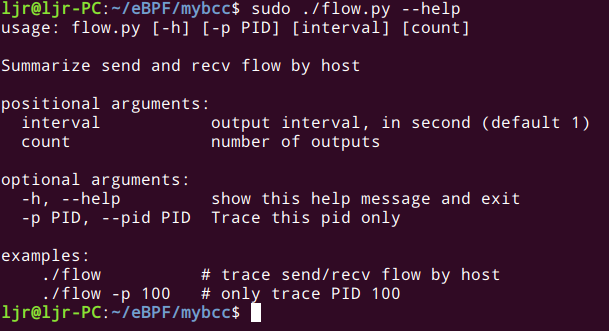 ljr@ljr-PC:~/eBPF/mybcc$ sudo ./flow.py --help
usage: flow.py [-h] [-p PID] [interval] [count]

Summarize send and recv flow by host

positional arguments:
  interval              output interval, in second (default 1)
  count                 number of outputs

optional arguments:
  -h, --help            show this help message and exit
  -p PID, --pid PID  Trace this pid only

examples:
    ./flow          # trace send/recv flow by host
    ./flow -p 100   # only trace PID 100
ljr@ljr-PC:~/eBPF/mybcc$